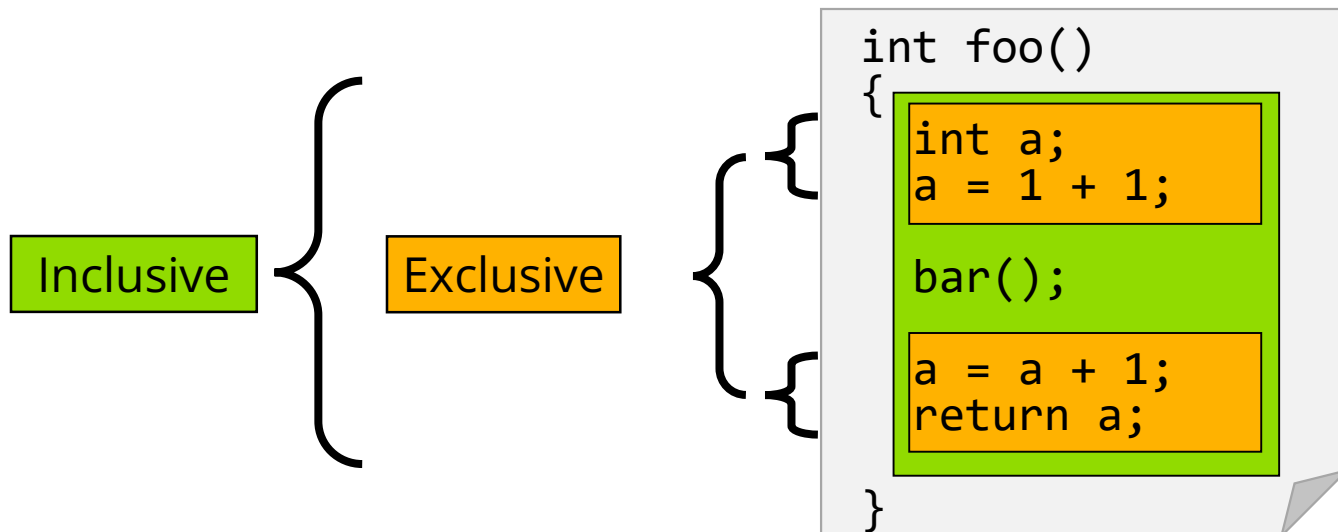 Inclusive
Exclusive
int foo()
{
int a;
a = 1 + 1;
bar();
a = a + 1;
return a;
}